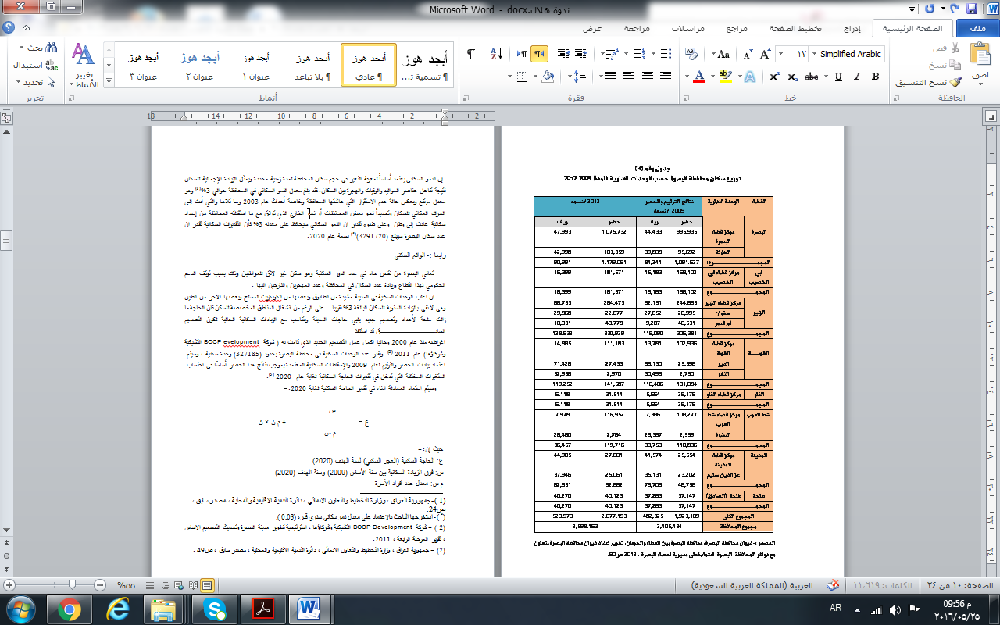 ندوة هلال.docx - Microsoft Word
ملف
الصفحة الرئيسية
إدراج
تخطيط الصفحة
مراجع
مراسلات
مراجعة
عرض
لصق
قص
نسخ
نسخ التنسيق
الحافظة
Simplified Arabic
١٢
خط
فقرة
أبجد هوز
¶ تسمية ت...
أبجد هوز
¶ عادي
أبجد هوز
¶ بلا تباعد
أبجد هوز
عنوان ١
أبجد هوز
عنوان ٢
أبجد هوز
عنوان ٣
تغيير الأنماط
أنماط
بحث
استبدال
تحديد
تحرير
جدول رقم (3)
توزيع سكان محافظة البصرة حسب الوحدات الادارية للمدة 2009-2012
القضاء الوحدة الادارية نتائج الترقيم والحصر 2009 /نسمه 2012 /نسمه
حضر ريف حضر ريف
البصرة مركز قضاء البصرة 995,935 44,433 1,075,732 47,993
الهارثة 95,692 39,808 103,359 42,998
المجمــوع 1,091,627 84,241 1,179,091 90,991
ابي الخصيب مركز قضاء ابي الخصيب 168,102 15,183 181,571 16,399
المجمــوع 168,102 15,183 181,571 16,399
الزبير مركز قضاء الزبير 244,855 82,151 264,473 88,733
سفوان 20,995 27,652 22,677 29,868
ام قصر 40,531 9,287 43,778 10,031
المجمــوع 306,381 119,090 330,929 128,632
القرنــة مركز قضاء القرنة 102,936 13,781 111,183 14,885
الدير 25,398 66,130 27,433 71,428
الثغر 2,750 30,495 2,970 32,938
المجمــوع 131,084 110,406 141,587 119,252
الفاو مركز قضاء الفاو 29,176 5,664 31,514 6,118
المجمــوع 29,176 5,664 31,514 6,118
شط العرب مركز قضاء شط العرب 108,277 7,386 116,952 7,978
النشوة 2,559 26,367 2,764 28,480
المجمــوع 110,836 33,753 119,716 36,457
المدينة مركز قضاء المدينة 25,554 41,574 27,601 44,905
عز الدين سليم 23,202 35,131 25,061 37,946
المجمــوع 48,756 76,705 52,662 82,851
طلحة طلحة (الصادق) 37,147 37,283 40,123 40,270
المجمــوع 37,147 37,283 40,123 40,270
المجموع الكلي 1,923,109 482,325 2,077,193 520,970
مجموع المحافظة 2,405,434 2,598,163
المصدر :- ديوان محافظة البصرة، محافظة البصرة بين العطاء والحرمان، تقرير اعداد ديوان محافظة البصرة بتعاون
مع دوائر المحافظة، البصرة، اعتمادا على مديرية احصاء البصرة ، 2012 ص60.
إن النمو السكاني يعتمد أساساً لمعرفة التغير في حجم سكان المحافظة لمدة زمنية محددة ويمثل الزيادة الإجمالية للسكان
نتيجة تفاعل عناصر المواليد والوفيات والهجرة بين السكان. فقد بلغ معدل النمو السكاني في المحافظة حوالي 3%(1) وهو
معدل مرتفع ويعكس حالة عدم الاستقرار التي عاشتها المحافظة وخاصة أحداث عام 2003 وما تلاها والتي أدت إلى
الحراك المكاني للسكان وتحديداً نحو بعض المحافظات أو نحو الخارج الذي توافق مع ما استقبلته المحافظة من إعداد
سكانية عادت إلى وطن وعلى ضوء تقدير ان النمو السكاني سيحافظ على معدله 3% فأن التقديرات السكانية تقدر ان
عدد سكان البصرة سيبلغ (3291720)(*) نسمة عام 2020.
رابعاً :- الواقع السكني
تعاني البصرة من نقص حاد في عدد الدور السكنية وهو سكن غير لائق للمواطنين وذلك بسبب توقف الدعم
الحكومي لهذا القطاع وزيادة عدد السكان في المحافظة وعدد المهجرين والنازحين اليها .
ان اغلب الوحدات السكنية في المدينة مشيدة من الطابوق وبعضها من الكونكريت المسلح وبعضها الاخر من الطين
وهي لا تفي بالزيادة السنوية للسكان البالغة 3% تقريبا . على الرغم من اشغال المناطق المخصصة للسكن فان الحاجة ما
زالت ملحة لأعداد وتصميم جديد يلبي حاجات المدينة ويتناسب مع الزيادات السكانية الحالية لكون التصميم
السابــق قد استنفذ
اغراضه منذ عام 2000 وحاليا اكمل عمل التصميم الجديد الذي قامت به ( شركة BOCP evelopment التشيكية
وشركاؤها) عام 2011 (2). ويقدر عدد الوحدات السكنية في محافظة البصرة بحدود (327185) وحدة سكنية ، وسيتم
اعتماد بيانات الحصر والترقيم لعام 2009 والإسقاطات السكانية المعتمدة بموجب نتائج هذا الحصر أساسًا في احتساب
المتغيرات المختلفة التي تدخل في تقديرات الحاجة السكنية لغاية عام 2020 (3).
وسيتم اعتماد المعادلة ادناه في تقدير الحاجة السكنية لغاية 2020:-
س
ع = ــــــــــــ + م ن × ن
م س
حيث إن:-
ع: الحاجة السكنية (العجز السكني) لسنة الهدف (2020)
س: فرق الزيادة السكانية بين سنة الأساس (2009) وسنة الهدف (2020)
م س: معدل عدد أفراد الأسرة
(1 )-جمهورية العراق ، وزارة التخطيط والتعاون الانمائي ، دائرة التنمية الاقليمية والمحلية ، مصدر سابق ،
ص24.
(* )- استخرجها الباحث بالاعتماد على معدل نمو سكاني سنوي قدره (0,03 ).
(2 ) – شركة BOCP Development التشيكية وشركاؤها ، استراتيجية تطوير مدينة البصرة وتحديث التصميم الاساس
، تقرير المرحلة الرابعة ، 2011.
(2) – جمهورية العراق ، وزارة التخطيط والتعاون الانمائي ، دائرة التنمية الاقليمية والمحلية ، مصدر سابق ، ص49 .
الصفحة: ١٠ من ٣٤
الكلمات: ١١,٦١٩
العربية (المملكة العربية السعودية)
٥٥%
AR
09:56 م
٢٠١٦/٠٥/٢٥